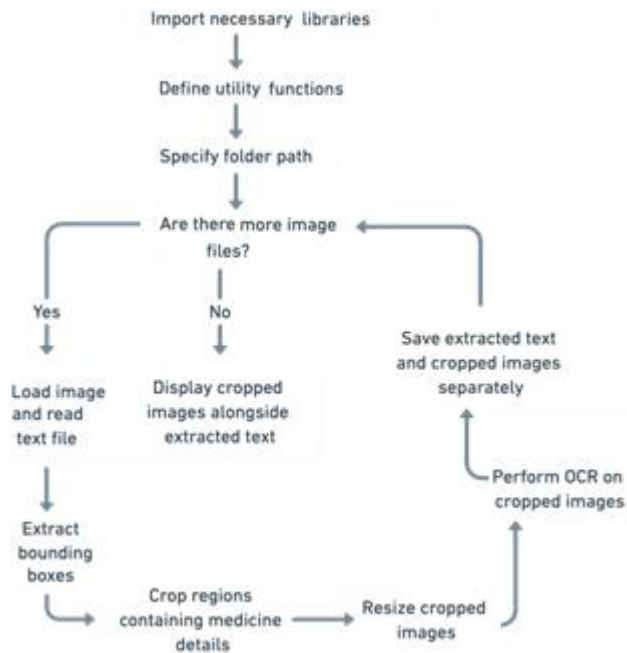 Import necessary libraries
Define utility functions
Specify folder path
Are there more image
files?
Yes
No
Load image
and read
text file
Display cropped
images alongside
extracted text
Save extracted text
and cropped images
separately
Extract
bounding
boxes
Crop regions
containing medicine
details
Resize cropped
images
Perform OCR on
cropped images